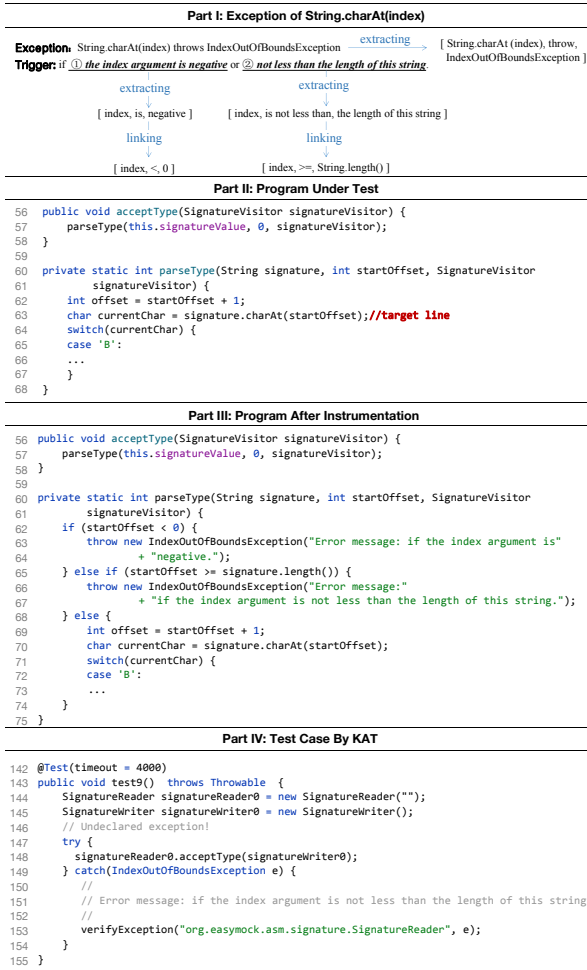 Part I: Exception of String.charAt(index)
Exception: String.charAt(index) throws IndexOutOfBoundsException extracting [ String.charAt (index), throw,
IndexOutOfBoundsException ]
Trigger: if ① the index argument is negative or ② not less than the length of this string.
extracting extracting
[ index, is, negative ] [ index, is not less than, the length of this string ]
linking linking
[ index, <, 0 ] [ index, >=, String.length() ]
Part II: Program Under Test
56 public void acceptType(SignatureVisitor signatureVisitor) {
57 parseType(this.signatureValue, 0, signatureVisitor);
58 }
59
60 private static int parseType(String signature, int startOffset, SignatureVisitor
61 signatureVisitor) {
62 int offset = startOffset + 1;
63 char currentChar = signature.charAt(startOffset);//target line
64 switch(currentChar) {
65 case 'B':
66 ...
67 }
68 }
Part III: Program After Instrumentation
56 public void acceptType(SignatureVisitor signatureVisitor) {
57 parseType(this.signatureValue, 0, signatureVisitor);
58 }
59
60 private static int parseType(String signature, int startOffset, SignatureVisitor
61 signatureVisitor) {
62 if (startOffset < 0) {
63 throw new IndexOutOfBoundsException("Error message: if the index argument is"
64 + "negative.");
65 } else if (startOffset >= signature.length()) {
66 throw new IndexOutOfBoundsException("Error message:"
67 + "if the index argument is not less than the length of this string.");
68 } else {
69 int offset = startOffset + 1;
70 char currentChar = signature.charAt(startOffset);
71 switch(currentChar) {
72 case 'B':
73 ...
74 }
75 }
Part IV: Test Case By KAT
142 @Test(timeout = 4000)
143 public void test9() throws Throwable {
144 SignatureReader signatureReader0 = new SignatureReader("");
145 SignatureWriter signatureWriter0 = new SignatureWriter();
146 // Undeclared exception!
147 try {
148 signatureReader0.acceptType(signatureWriter0);
149 } catch(IndexOutOfBoundsException e) {
150 //
151 // Error message: if the index argument is not less than the length of this string
152 //
153 verifyException("org.easymock.asm.signature.SignatureReader", e);
154 }
155 }